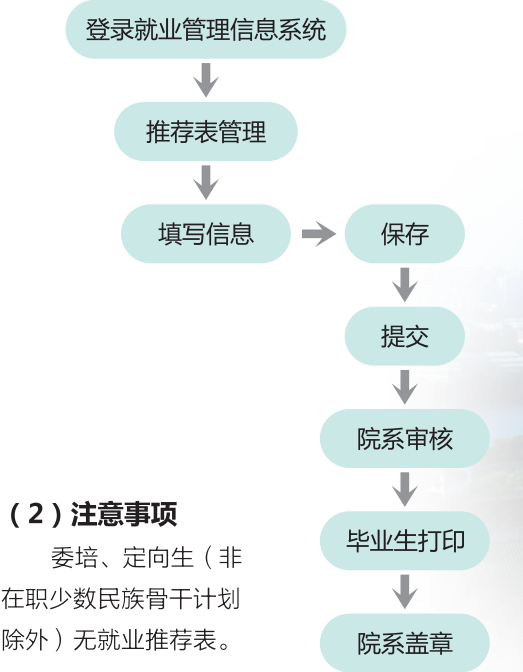 登录就业管理信息系统
推荐表管理
填写信息
保存
提交
院系审核
毕业生打印
院系盖章
（2）注意事项
委培、定向生（非
在职少数民族骨干计划
除外）无就业推荐表。